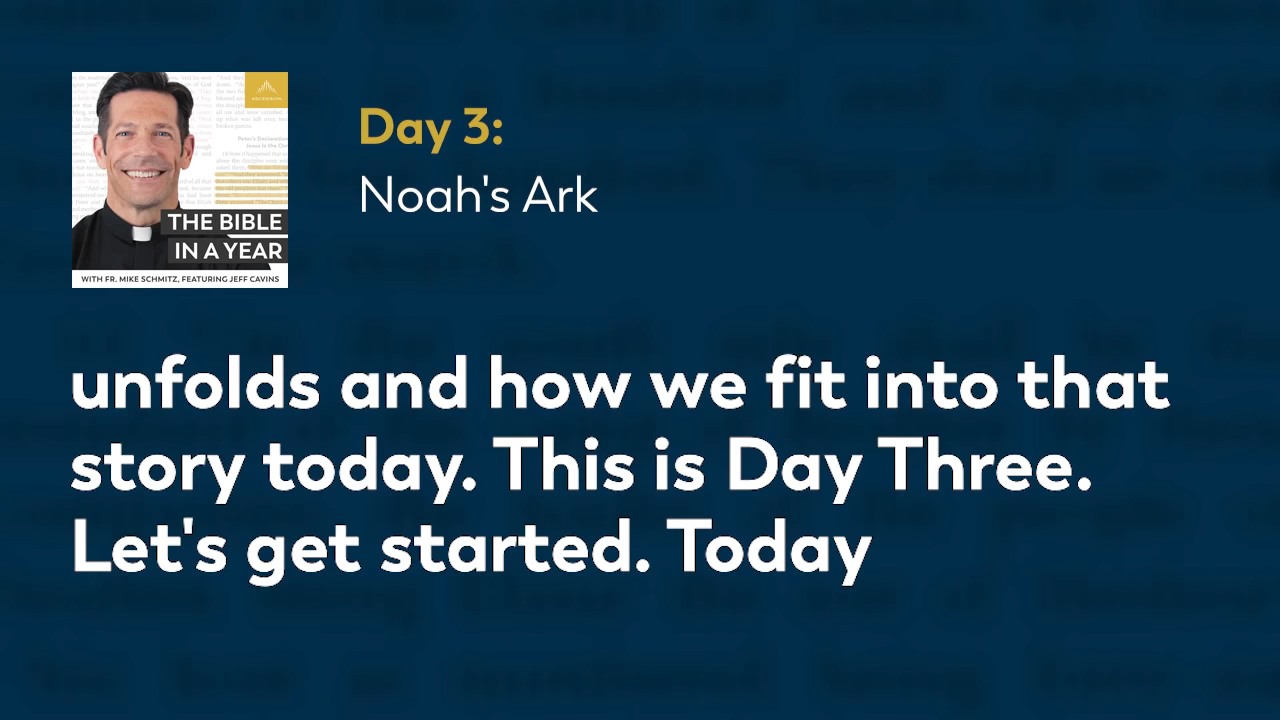 ASCENSION
THE BIBLE
IN A YEAR
WITH FR. MIKE SCHMITZ, FEATURING JEFF CAVINS
Day 3:
Noah's Ark
unfolds and how we fit into that
story today. This is Day Three.
Let's get started. Today